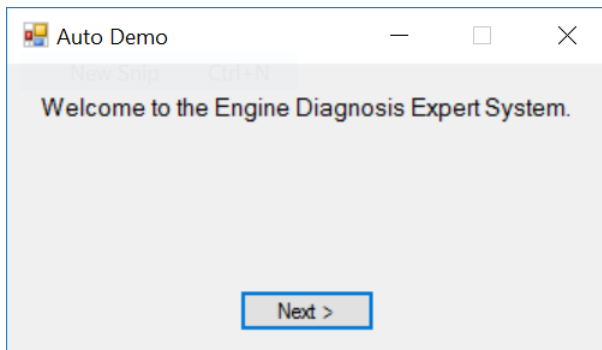 Auto Demo
New Snip Ctrl+N
Welcome to the Engine Diagnosis Expert System.
Next >